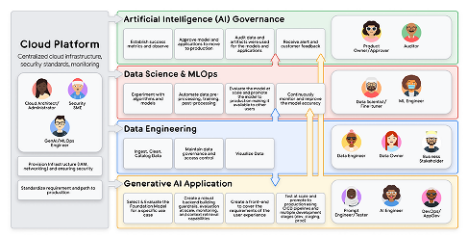 Cloud Platform
Centralized cloud infrastructure,
security standards, monitoring
Cloud Architect/
Administrator
Security
SME
GenAI/MLOps
Engineer
Provision Infrastructure (IAM,
networking) and ensuring security.
Standardize requirement and path to
production
Artificial Intelligence (AI) Governance
Establish success
metrics and observe
Approve model and
applications to move
to production
Audit data and
artifacts were used
for the models and
applications
Receive alert and
customer feedback
Product
Owner/Approver
Auditor
Data Science & MLOps
Experiment with
algorithms and
models
Automate data pre-
processing, training,
post processing
Evaluate the model at
scale and promote
the model to
production making it
available to other
users
Continuously
monitor and improve
the model accuracy
Data Scientist/
Fine-tuner
ML Engineer
Data Engineering
Ingest, Clean,
Catalog Data
Maintain data
governance and
access control
Visualize Data
Data Engineer
Data Owner
Business
Stakeholder
Generative AI Application
Select & Evaluate the
Foundation Model for
a specific use
case
Create a robust
backend building
guardrails, evaluation
process, monitoring,
and context retrieval
capabilities
Create a front-end to
cover the
requirements of the
user experience
Test at scale and
promote to
production using
CI/CD pipelines and
multiple development
stages (dev, staging,
prod)
Prompt
Engineer/Tester
AI Engineer
DevOps/
AppDev